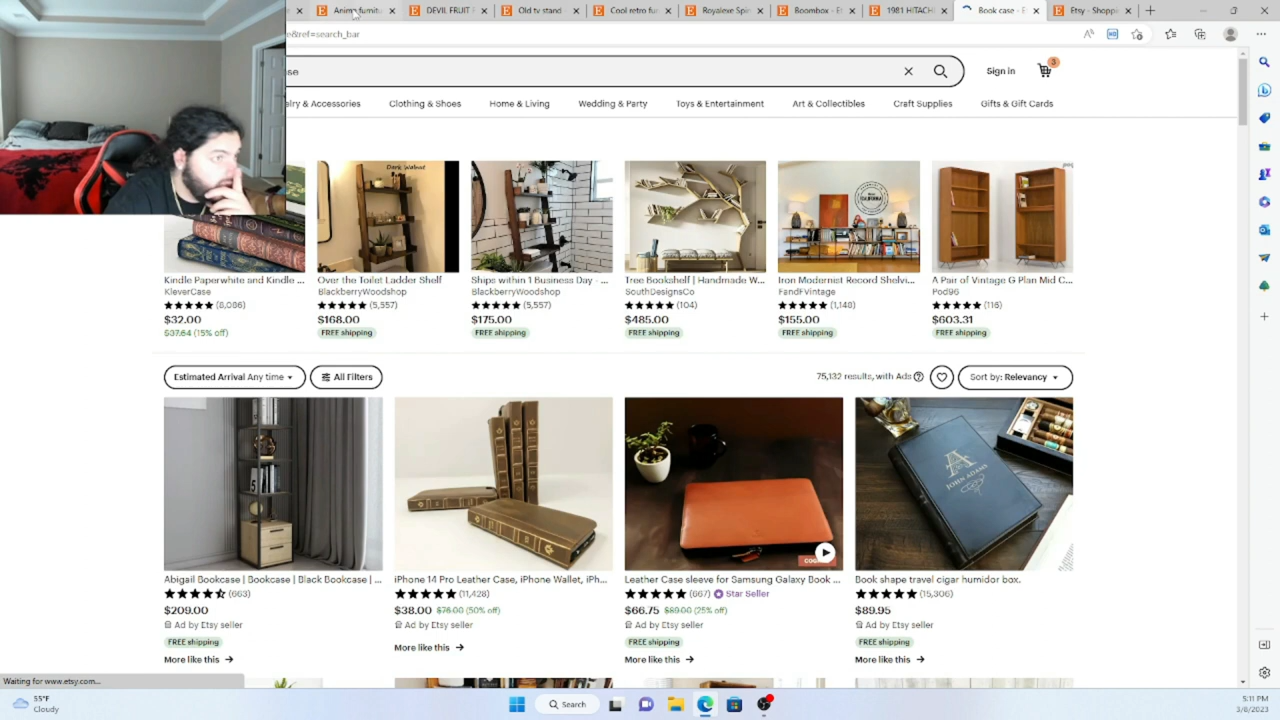 Anime furnitu
DEVIL FRUIT
Old tv stand
Cool retro fur
Royalexe Spin
Boombox - Et
1981 HITACHI
Book case - E
Etsy - Shoppi
e&ref=search_bar
se
Sign in
3
elry & Accessories
Clothing & Shoes
Home & Living
Wedding & Party
Toys & Entertainment
Art & Collectibles
Craft Supplies
Gifts & Gift Cards
Dark Walnut
Kindle Paperwhite and Kindle ...
KleverCase
(8,086)
$32.00
$37.64 (15% off)
Over the Toilet Ladder Shelf
BlackberryWoodshop
(5,557)
$168.00
FREE shipping
Ships within 1 Business Day - ...
BlackberryWoodshop
(5,557)
$175.00
FREE shipping
Tree Bookshelf | Handmade W...
SouthDesignsCo
(104)
$485.00
FREE shipping
Iron Modernist Record Shelvi...
FandFVintage
(1,148)
$155.00
FREE shipping
A Pair of Vintage G Plan Mid C...
Pod96
(116)
$603.31
FREE shipping
Estimated Arrival Any time
All Filters
75,132 results, with Ads
Sort by: Relevancy
Abigail Bookcase | Bookcase | Black Bookcase | ...
(663)
$209.00
Ad by Etsy seller
FREE shipping
More like this →
iPhone 14 Pro Leather Case, iPhone Wallet, iPh...
(11,428)
$38.00 $76.00 (50% off)
Ad by Etsy seller
More like this →
Leather Case sleeve for Samsung Galaxy Book ...
(667) Star Seller
$66.75 $89.00 (25% off)
Ad by Etsy seller
FREE shipping
More like this →
A
JOHN ADAMS
Book shape travel cigar humidor box.
(15,306)
$89.95
Ad by Etsy seller
FREE shipping
More like this →
Waiting for www.etsy.com...
55°F
Cloudy
Search
5:11 PM
3/8/2023